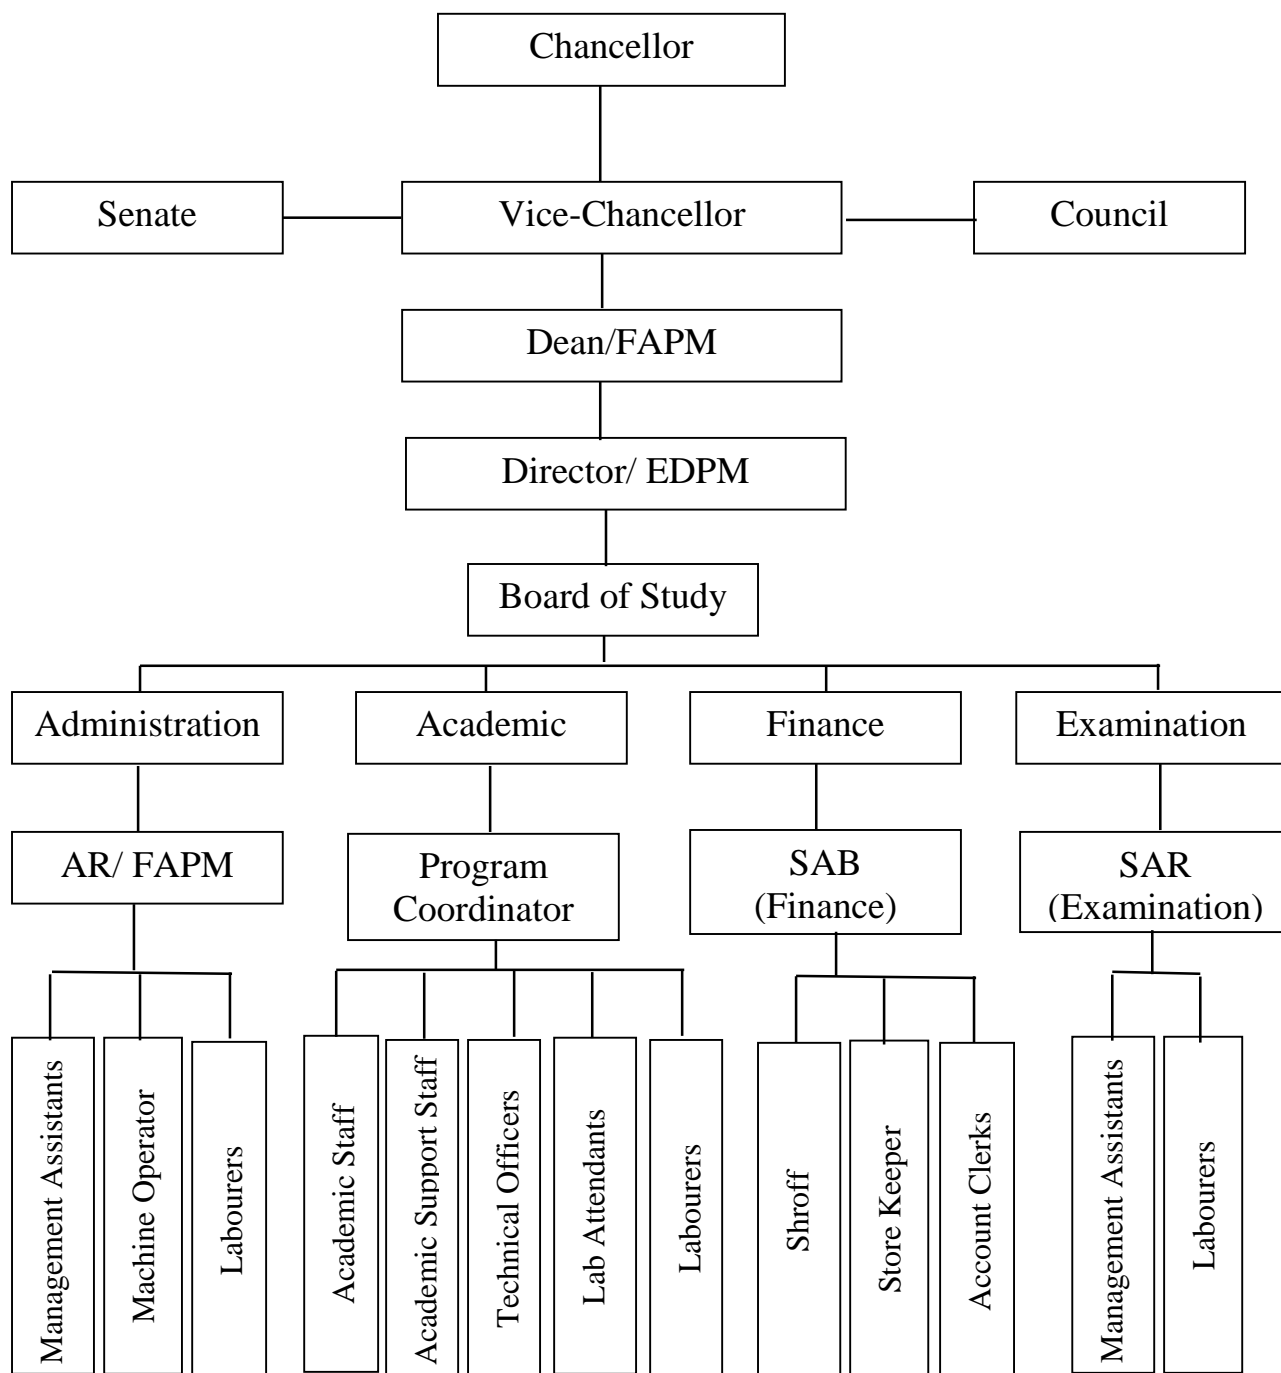 Chancellor
Senate
Vice-Chancellor
Council
Dean/FAPM
Director/ EDPM
Board of Study
Administration
Academic
Finance
Examination
AR/ FAPM
Program
Coordinator
SAB
(Finance)
SAR
(Examination)
Management Assistants
Machine Operator
Labourers
Academic Staff
Academic Support Staff
Technical Officers
Lab Attendants
Labourers
Shroff
Store Keeper
Account Clerks
Management Assistants
Labourers